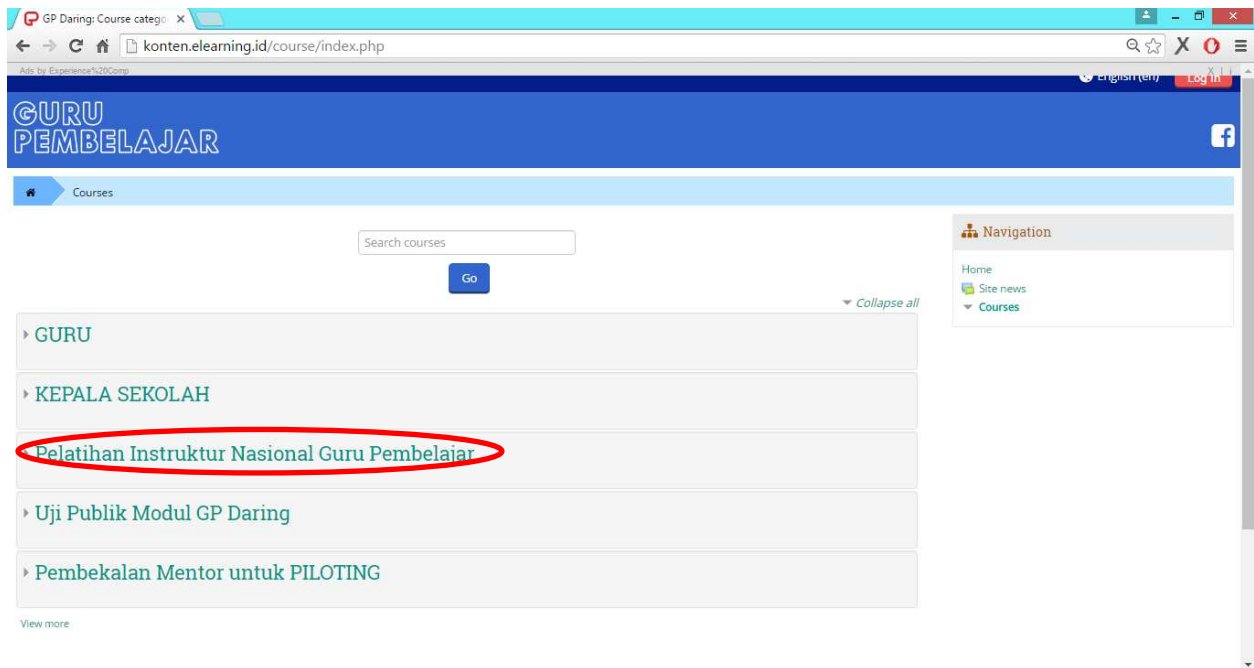 GP Daring: Course catego
konten.elearning.id/course/index.php
Ads by Experience%20Comp
X | i |
English (en)
Log in
GURU
PEMBELAJAR
Courses
Search courses
Go
Collapse all
GURU
KEPALA SEKOLAH
Pelatihan Instruktur Nasional Guru Pembelajar
Uji Publik Modul GP Daring
Pembekalan Mentor untuk PILOTING
View more
Navigation
Home
Site news
Courses